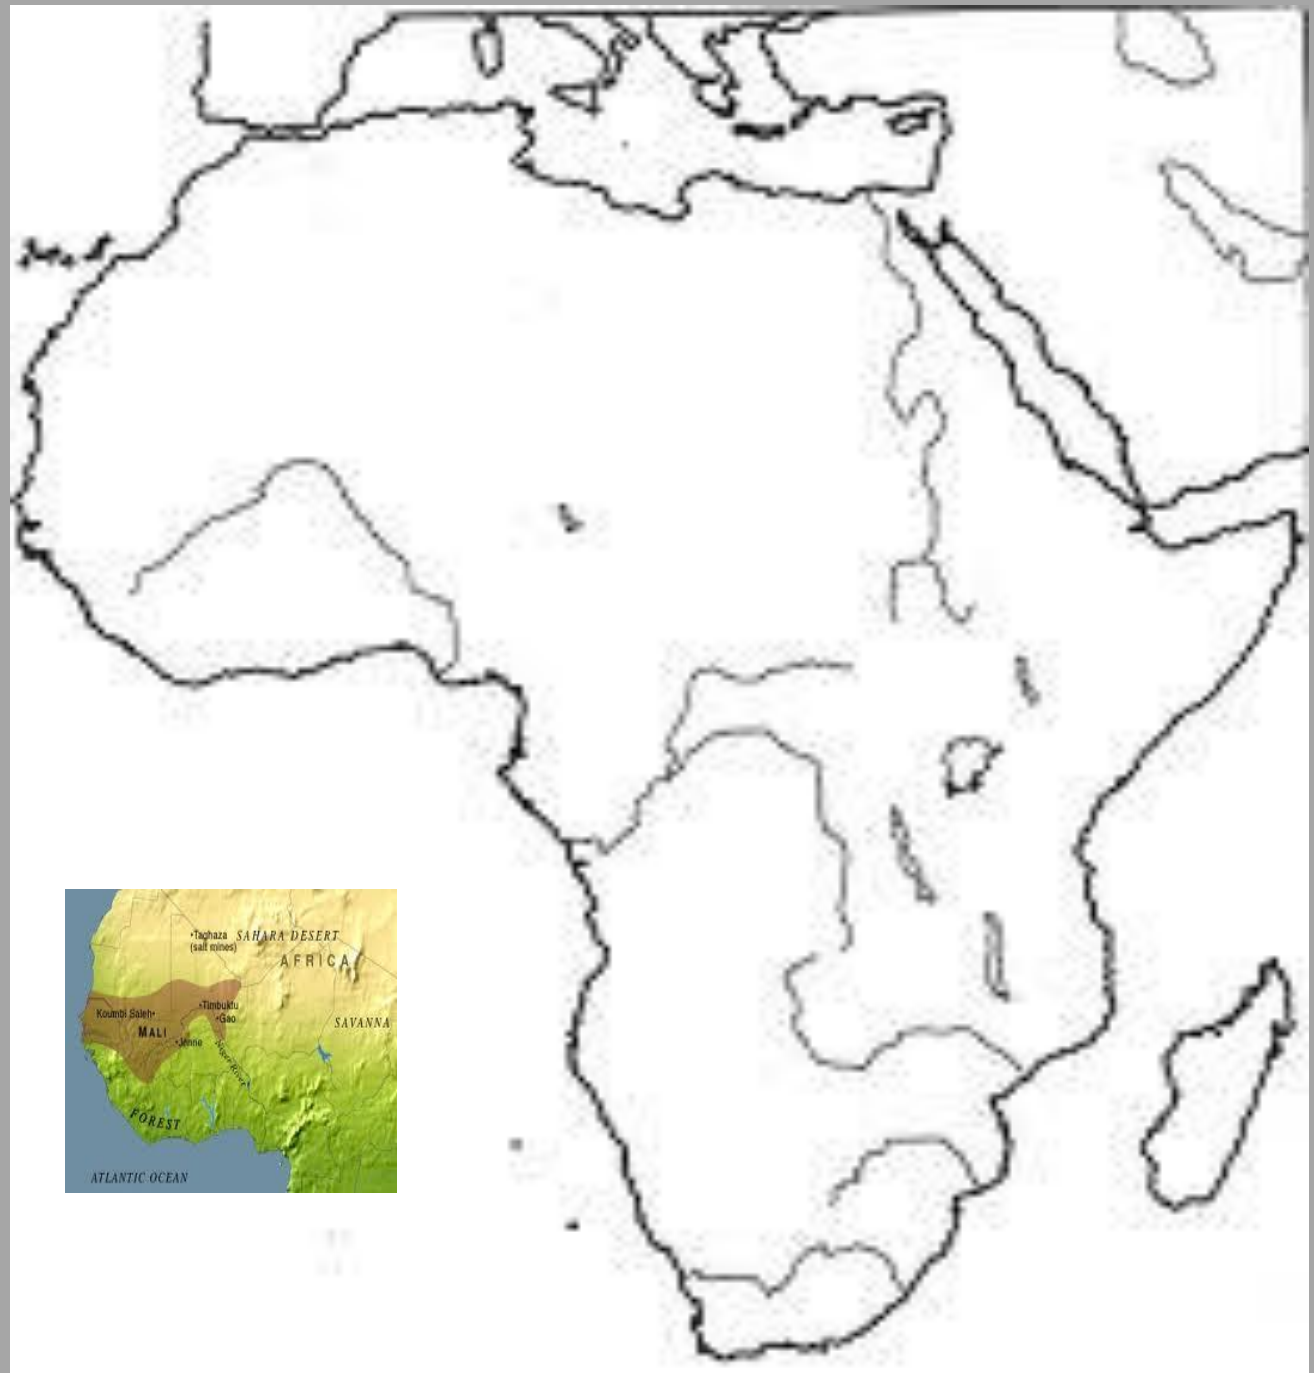 •Taghaza
(salt mines)
SAHARA DESERT
AFRICA
•Timbuktu
Koumbi Saleh•
•Gao
SAVANNA
MALI
•Jenne
Niger River
FOREST
ATLANTIC OCEAN